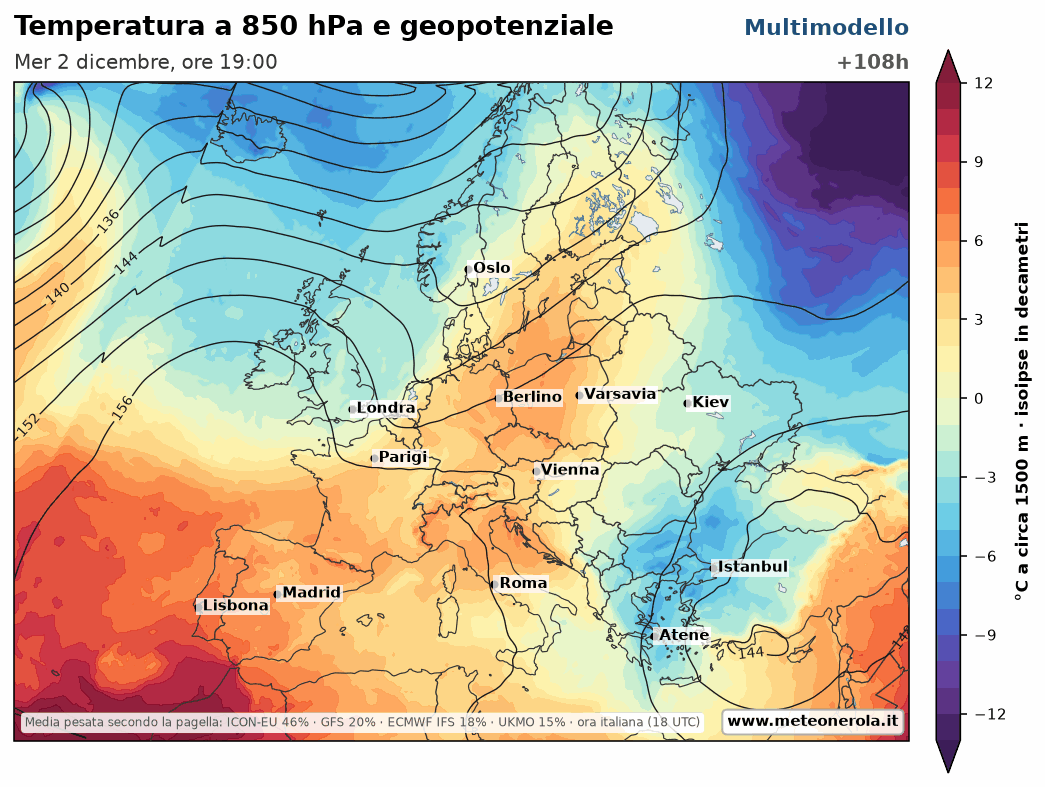 Temperatura a 850 hPa e geopotenziale
Multimodello
Mer 2 dicembre, ore 19:00
+108h
12
9
6
3
0
−3
−6
−9
−12
°C a circa 1500 m · isoipse in decametri
136
144
140
152
156
Oslo
Londra
Berlino
Varsavia
Kiev
Parigi
Vienna
Istanbul
Roma
Madrid
Lisbona
Atene
144
Media pesata secondo la pagella: ICON-EU 46% · GFS 20% · ECMWF IFS 18% · UKMO 15% · ora italiana (18 UTC)
www.meteonerola.it